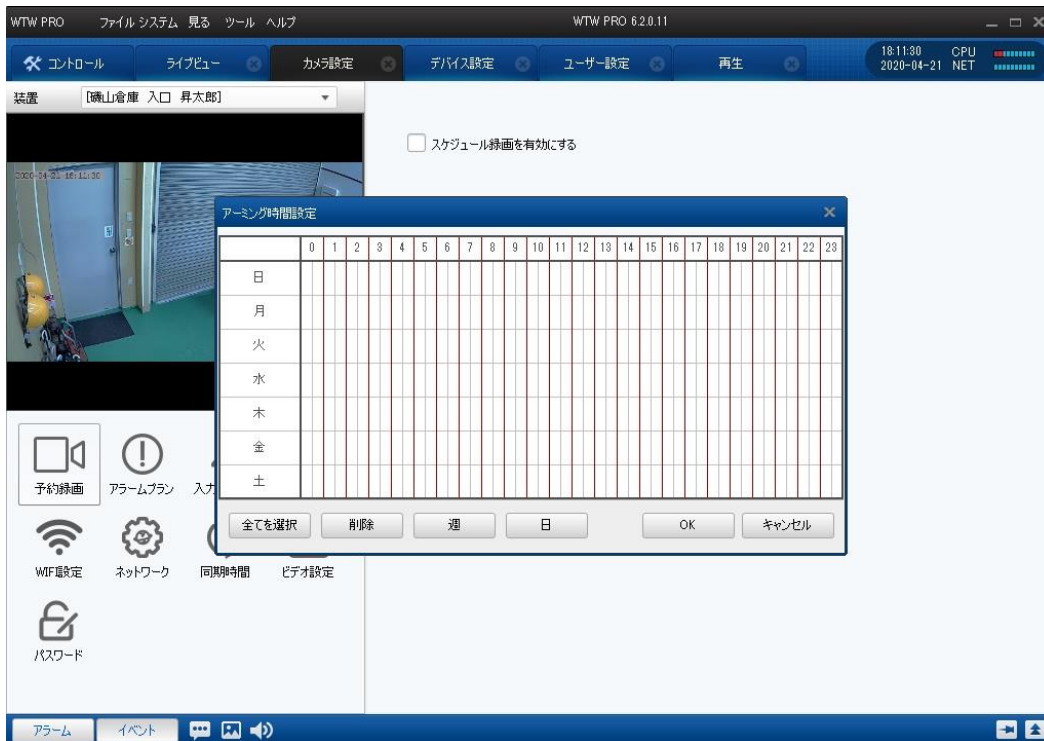 WTW PRO ファイル システム 見る ツール ヘルプ WTW PRO 6.2.0.11
コントロール ライブビュー カメラ設定 デバイス設定 ユーザー設定 再生 18:11:30 CPU
2020-04-21 NET
装置 [磯山倉庫 入口 昇太郎]
スケジュール録画を有効にする
2020-04-21 18:11:30
アーミング時間設定
0 1 2 3 4 5 6 7 8 9 10 11 12 13 14 15 16 17 18 19 20 21 22 23
日
月
火
水
木
金
土
全てを選択 削除 週 日 OK キャンセル
予約録画 アラームプラン 入力
WIFI設定 ネットワーク 同期時間 ビデオ設定
パスワード
アラーム イベント